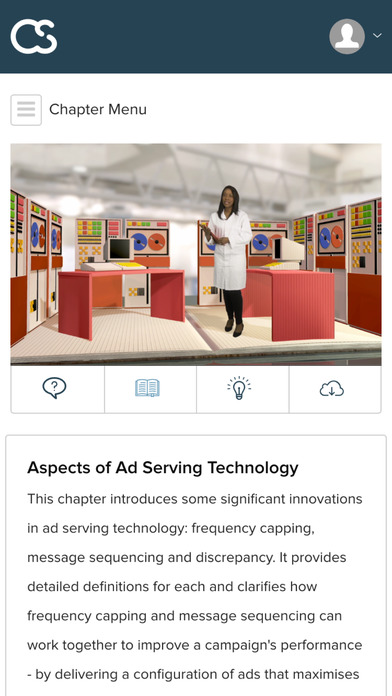 CS
Chapter Menu
Aspects of Ad Serving Technology
This chapter introduces some significant innovations
in ad serving technology: frequency capping,
message sequencing and discrepancy. It provides
detailed definitions for each and clarifies how
frequency capping and message sequencing can
work together to improve a campaign's performance
- by delivering a configuration of ads that maximises